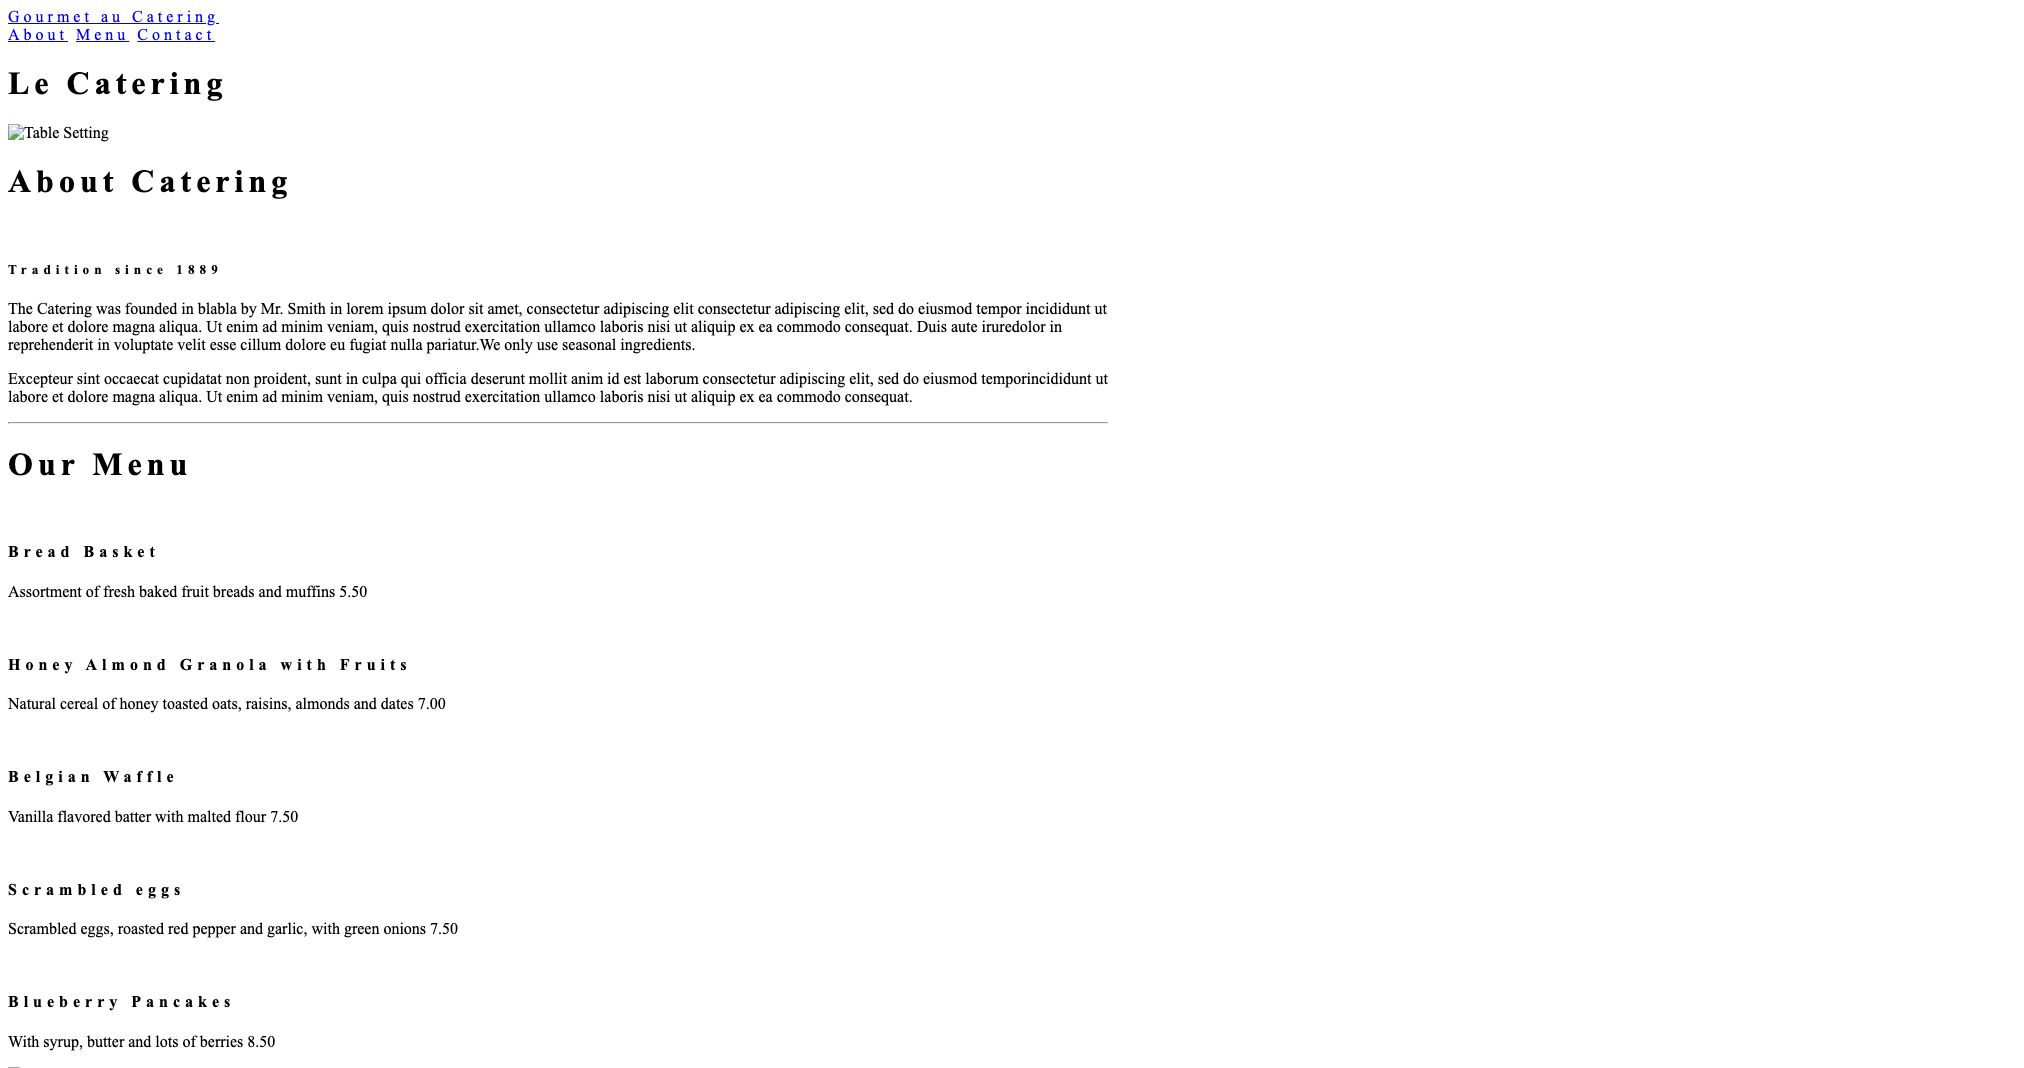 Gourmet au Catering
About Menu Contact
Le Catering
Table Setting
About Catering
Tradition since 1889
The Catering was founded in blabla by Mr. Smith in lorem ipsum dolor sit amet, consectetur adipiscing elit consectetur adipiscing elit, sed do eiusmod tempor incididunt ut
labore et dolore magna aliqua. Ut enim ad minim veniam, quis nostrud exercitation ullamco laboris nisi ut aliquip ex ea commodo consequat. Duis aute iruredolor in
reprehenderit in voluptate velit esse cillum dolore eu fugiat nulla pariatur.We only use seasonal ingredients.
Excepteur sint occaecat cupidatat non proident, sunt in culpa qui officia deserunt mollit anim id est laborum consectetur adipiscing elit, sed do eiusmod temporincididunt ut
labore et dolore magna aliqua. Ut enim ad minim veniam, quis nostrud exercitation ullamco laboris nisi ut aliquip ex ea commodo consequat.
Our Menu
Bread Basket
Assortment of fresh baked fruit breads and muffins 5.50
Honey Almond Granola with Fruits
Natural cereal of honey toasted oats, raisins, almonds and dates 7.00
Belgian Waffle
Vanilla flavored batter with malted flour 7.50
Scrambled eggs
Scrambled eggs, roasted red pepper and garlic, with green onions 7.50
Blueberry Pancakes
With syrup, butter and lots of berries 8.50